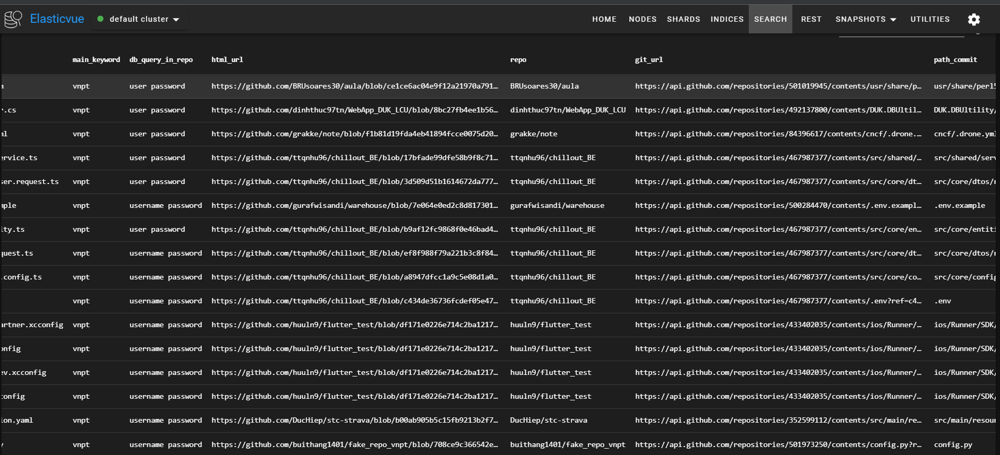 Elasticvue default cluster HOME NODES SHARDS INDICES SEARCH REST SNAPSHOTS UTILITIES
main_keyword db_query_in_repo html_url repo git_url path_commit
vnpt user password https://github.com/BRUsoares30/aula/blob/ce1ce6ac04e9f12a21970a791… BRUsoares30/aula https://api.github.com/repositories/501019945/contents/usr/share/p… usr/share/perl5
r.cs vnpt user password https://github.com/dinhthuc97tn/WebApp_DUK_LCU/blob/8bc27fb4ee1b56… dinhthuc97tn/WebApp_DUK_LCU https://api.github.com/repositories/492137800/contents/DUK.DBUltil… DUK.DBUltility/
ml vnpt user password https://github.com/grakke/note/blob/f1b81d19fda4eb41894fcce0075d20… grakke/note https://api.github.com/repositories/84396617/contents/cncf/.drone.… cncf/.drone.yml
ervice.ts vnpt user password https://github.com/ttqnhu96/chillout_BE/blob/17bfade99dfe58b9f8c71… ttqnhu96/chillout_BE https://api.github.com/repositories/467987377/contents/src/shared/… src/shared/serv
ser.request.ts vnpt user password https://github.com/ttqnhu96/chillout_BE/blob/3d509d51b1614672da777… ttqnhu96/chillout_BE https://api.github.com/repositories/467987377/contents/src/core/dt… src/core/dtos/r
mple vnpt username password https://github.com/gurafwisandi/warehouse/blob/7e064e0ed2c8d817301… gurafwisandi/warehouse https://api.github.com/repositories/500284470/contents/.env.exampl… .env.example
ity.ts vnpt user password https://github.com/ttqnhu96/chillout_BE/blob/b9af12fc9868f0e46bad4… ttqnhu96/chillout_BE https://api.github.com/repositories/467987377/contents/src/core/en… src/core/entiti
quest.ts vnpt username password https://github.com/ttqnhu96/chillout_BE/blob/ef8f988f79a221b3c8f84… ttqnhu96/chillout_BE https://api.github.com/repositories/467987377/contents/src/core/dt… src/core/dtos/r
.config.ts vnpt username password https://github.com/ttqnhu96/chillout_BE/blob/a8947dfcc1a9c5e08d1a0… ttqnhu96/chillout_BE https://api.github.com/repositories/467987377/contents/src/core/co… src/core/config
vnpt username password https://github.com/ttqnhu96/chillout_BE/blob/c434de36736fcdef05e47… ttqnhu96/chillout_BE https://api.github.com/repositories/467987377/contents/.env?ref=c4… .env
artner.xcconfig vnpt username password https://github.com/huuln9/flutter_test/blob/df171e0226e714c2ba1217… huuln9/flutter_test https://api.github.com/repositories/433402035/contents/ios/Runner/… ios/Runner/SDK/
onfig vnpt username password https://github.com/huuln9/flutter_test/blob/df171e0226e714c2ba1217… huuln9/flutter_test https://api.github.com/repositories/433402035/contents/ios/Runner/… ios/Runner/SDK/
ev.xcconfig vnpt username password https://github.com/huuln9/flutter_test/blob/df171e0226e714c2ba1217… huuln9/flutter_test https://api.github.com/repositories/433402035/contents/ios/Runner/… ios/Runner/SDK/
config vnpt username password https://github.com/huuln9/flutter_test/blob/df171e0226e714c2ba1217… huuln9/flutter_test https://api.github.com/repositories/433402035/contents/ios/Runner/… ios/Runner/SDK/
ion.yaml vnpt username password https://github.com/DucHiep/stc-strava/blob/b00ab905b5c15fb9213b2f7… DucHiep/stc-strava https://api.github.com/repositories/352599112/contents/src/main/re… src/main/resour
y vnpt username password https://github.com/buithang1401/fake_repo_vnpt/blob/708ce9c366542e… buithang1401/fake_repo_vnpt https://api.github.com/repositories/501973250/contents/config.py?r… config.py